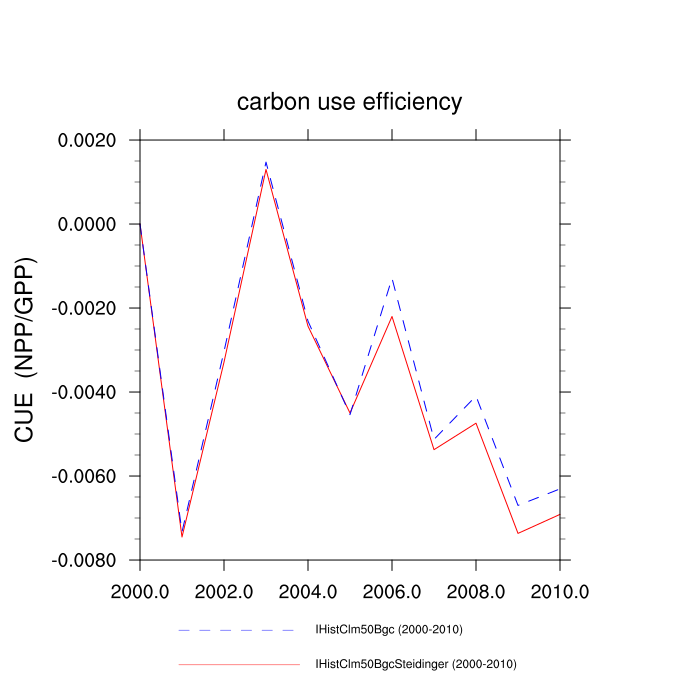 carbon use efficiency
0.0020
0.0000
-0.0020
-0.0040
-0.0060
-0.0080
CUE (NPP/GPP)
2000.0 2002.0 2004.0 2006.0 2008.0 2010.0
IHistClm50Bgc (2000-2010)
IHistClm50BgcSteidinger (2000-2010)